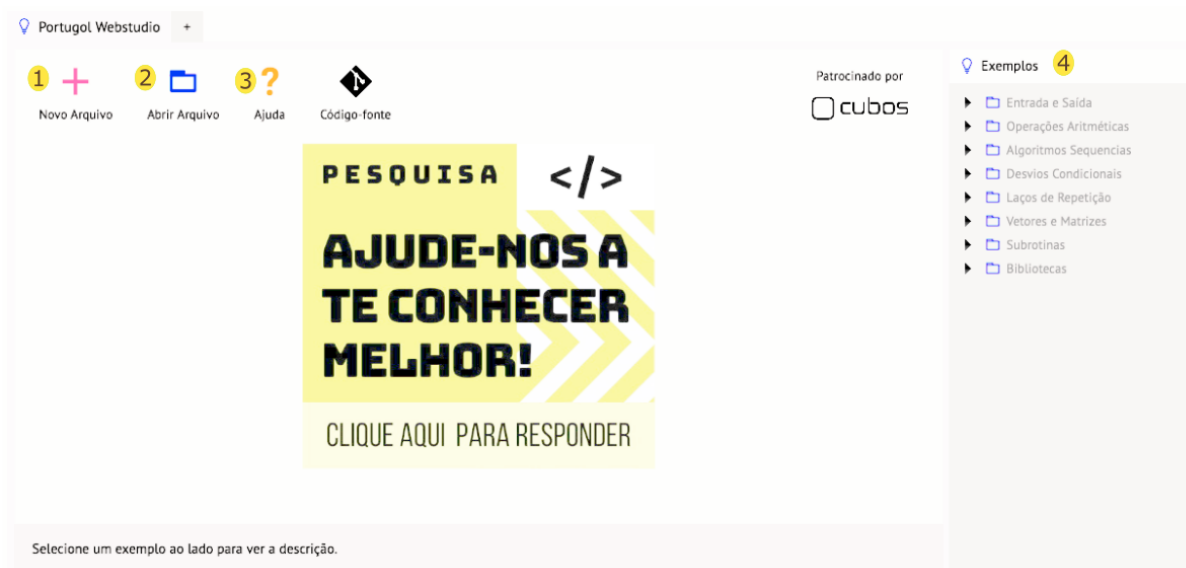 Portugol Webstudio +
1 2 3 ?
Novo Arquivo Abrir Arquivo Ajuda Código-fonte
Patrocinado por
cubos
PESQUISA </>
AJUDE-NOS A
TE CONHECER
MELHOR!
CLIQUE AQUI PARA RESPONDER
Selecione um exemplo ao lado para ver a descrição.
Exemplos 4
Entrada e Saída
Operações Aritméticas
Algoritmos Sequencias
Desvios Condicionais
Laços de Repetição
Vetores e Matrizes
Subrotinas
Bibliotecas